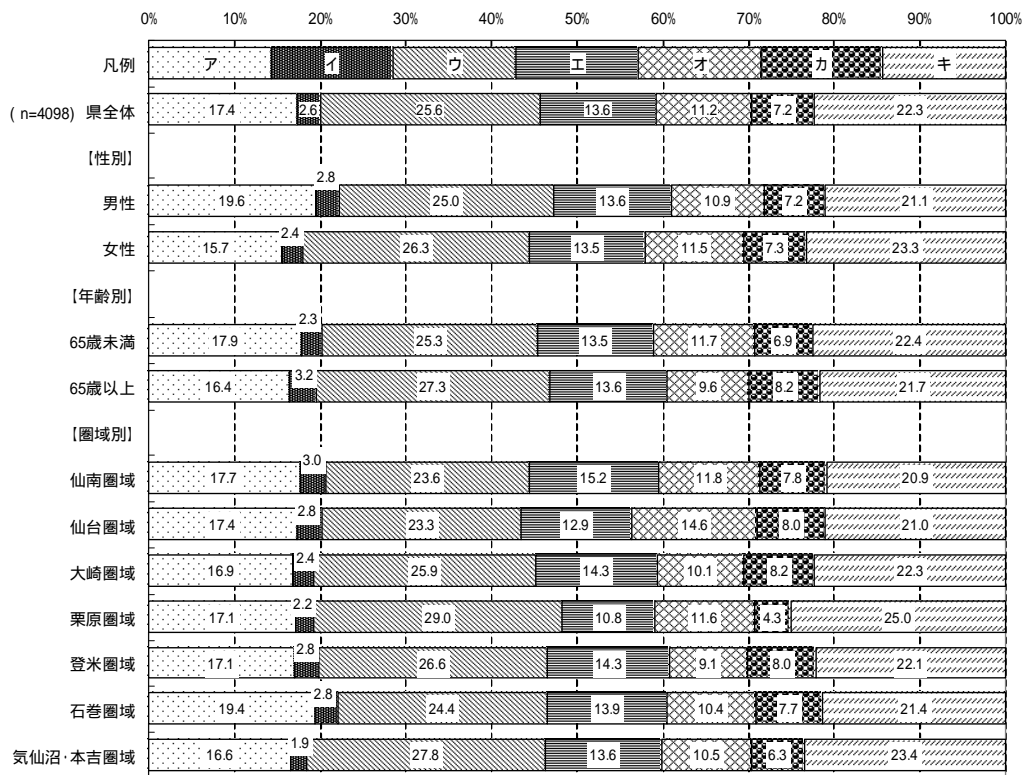 0% 10% 20% 30% 40% 50% 60% 70% 80% 90% 100%
凡例 ア イ ウ エ オ カ キ
( n=4098) 県全体 17.4 2.6 25.6 13.6 11.2 7.2 22.3
【性別】
男性 19.6 2.8 25.0 13.6 10.9 7.2 21.1
女性 15.7 2.4 26.3 13.5 11.5 7.3 23.3
【年齢別】
65歳未満 17.9 2.3 25.3 13.5 11.7 6.9 22.4
65歳以上 16.4 3.2 27.3 13.6 9.6 8.2 21.7
【圏域別】
仙南圏域 17.7 3.0 23.6 15.2 11.8 7.8 20.9
仙台圏域 17.4 2.8 23.3 12.9 14.6 8.0 21.0
大崎圏域 16.9 2.4 25.9 14.3 10.1 8.2 22.3
栗原圏域 17.1 2.2 29.0 10.8 11.6 4.3 25.0
登米圏域 17.1 2.8 26.6 14.3 9.1 8.0 22.1
石巻圏域 19.4 2.8 24.4 13.9 10.4 7.7 21.4
気仙沼･本吉圏域 16.6 1.9 27.8 13.6 10.5 6.3 23.4